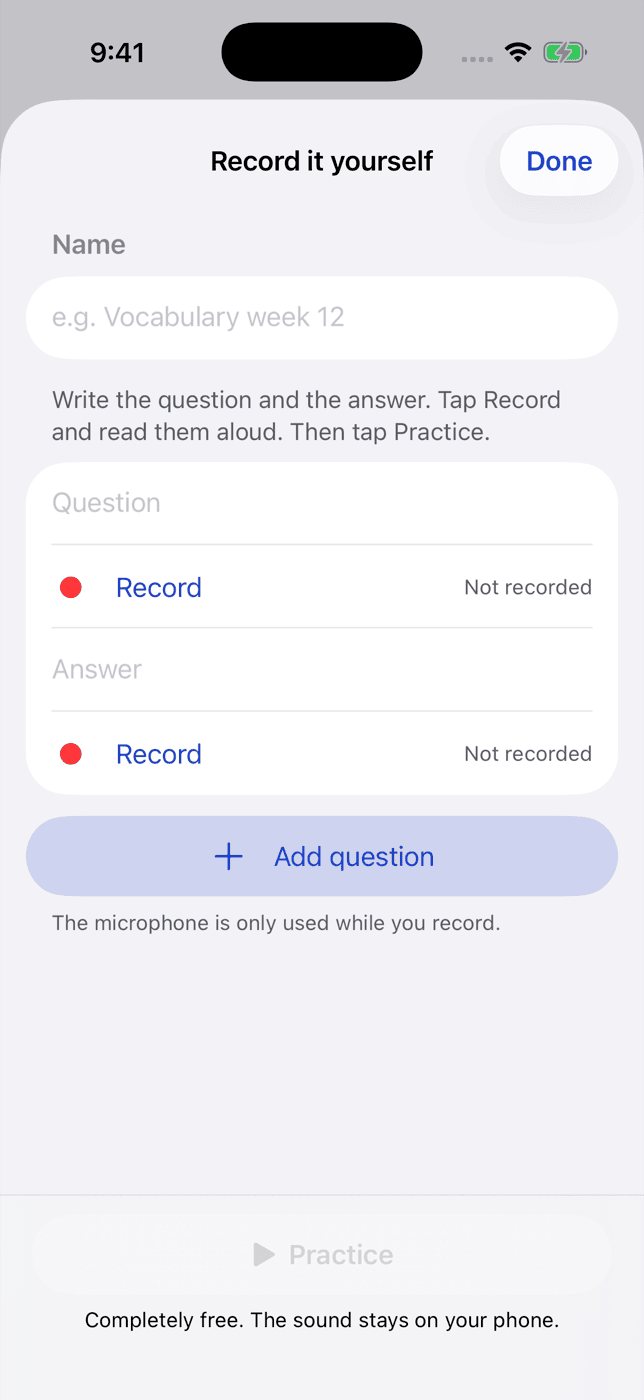 9:41
Record it yourself
Done
Name
e.g. Vocabulary week 12
Write the question and the answer. Tap Record
and read them aloud. Then tap Practice.
Question
Record
Not recorded
Answer
Record
Not recorded
Add question
The microphone is only used while you record.
Practice
Completely free. The sound stays on your phone.